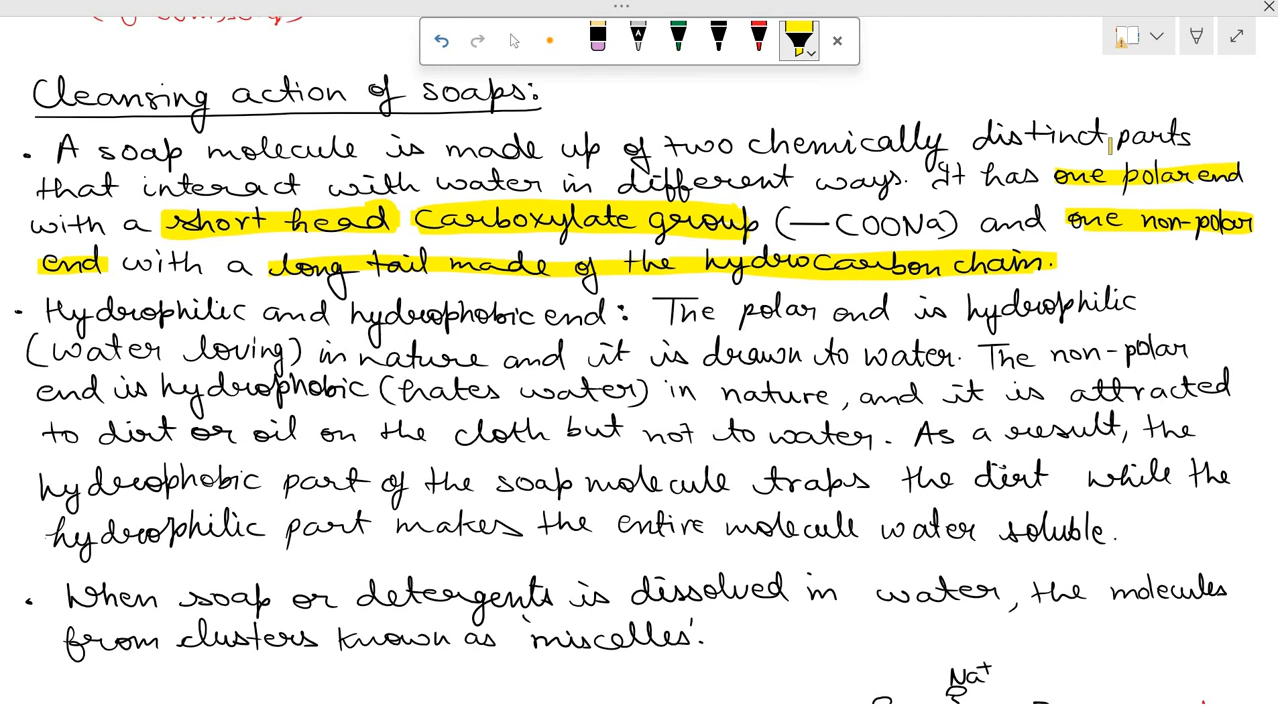 Cleansing action of soaps:
. A soap molecule is made up of two chemically distinct parts
that interact with water in different ways. It has one polar end
with a short head carboxylate group (—COONa) and one non-polar
end with a long tail made of the hydrocarbon chain.
. Hydrophilic and hydrophobic end: The polar end is hydrophilic
(water loving) in nature and it is drawn to water. The non-polar
end is hydrophobic (hates water) in nature, and it is attracted
to dirt or oil on the cloth but not to water. As a result, the
hydrophobic part of the soap molecule traps the dirt while the
hydrophilic part makes the entire molecule water soluble.
. When soap or detergents is dissolved in water, the molecules
from clusters known as 'miscelles'.
Na+